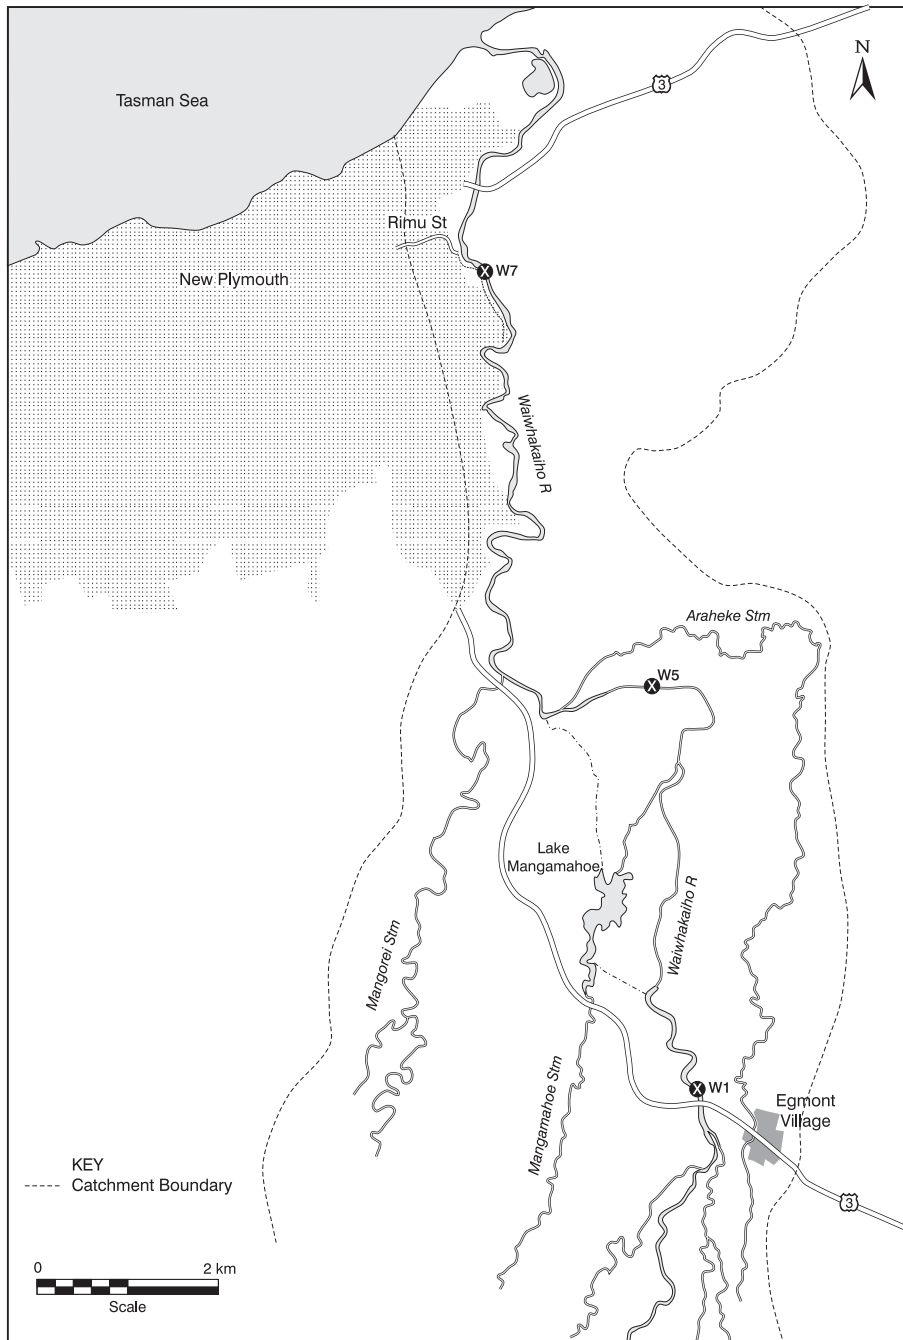 N
3
Tasman Sea
Rimu St
W7
New Plymouth
Waiwhakaiho R
Araheke Stm
W5
Lake
Mangamahoe
Waiwhakaiho R
Mangorei Stm
W1
Mangamahoe Stm
Egmont
Village
KEY
Catchment Boundary
3
0 2 km
Scale